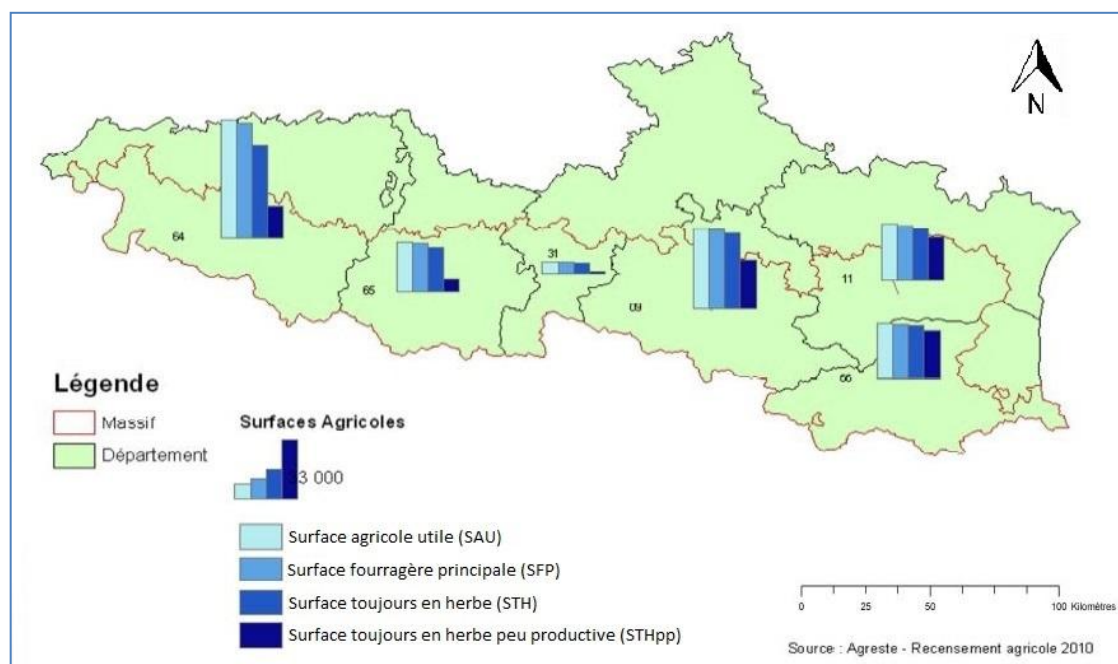 N
64
65
31
09
11
66
Légende
Massif
Département
Surfaces Agricoles
33 000
Surface agricole utile (SAU)
Surface fourragère principale (SFP)
Surface toujours en herbe (STH)
Surface toujours en herbe peu productive (STHpp)
0 25 50 100 Kilomètres
Source : Agreste - Recensement agricole 2010